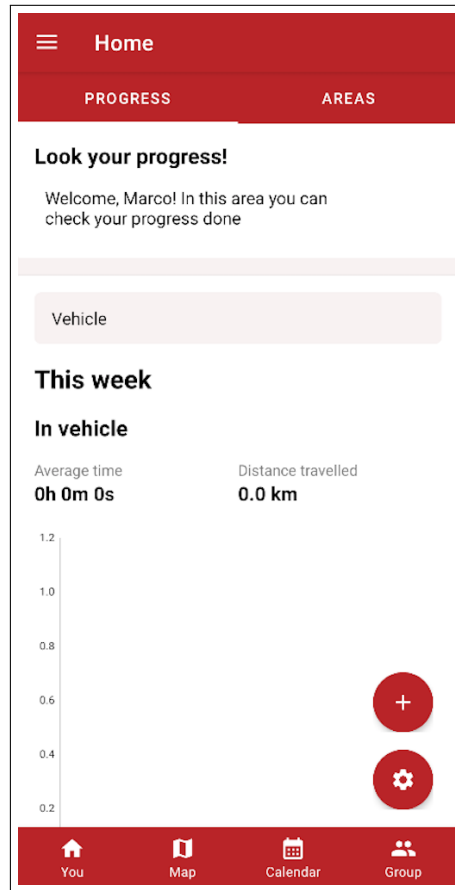 Home
PROGRESS AREAS
Look your progress!
Welcome, Marco! In this area you can
check your progress done
Vehicle
This week
In vehicle
Average time Distance travelled
0h 0m 0s 0.0 km
1.2
1.0
0.8
0.6
0.4
0.2
You Map Calendar Group